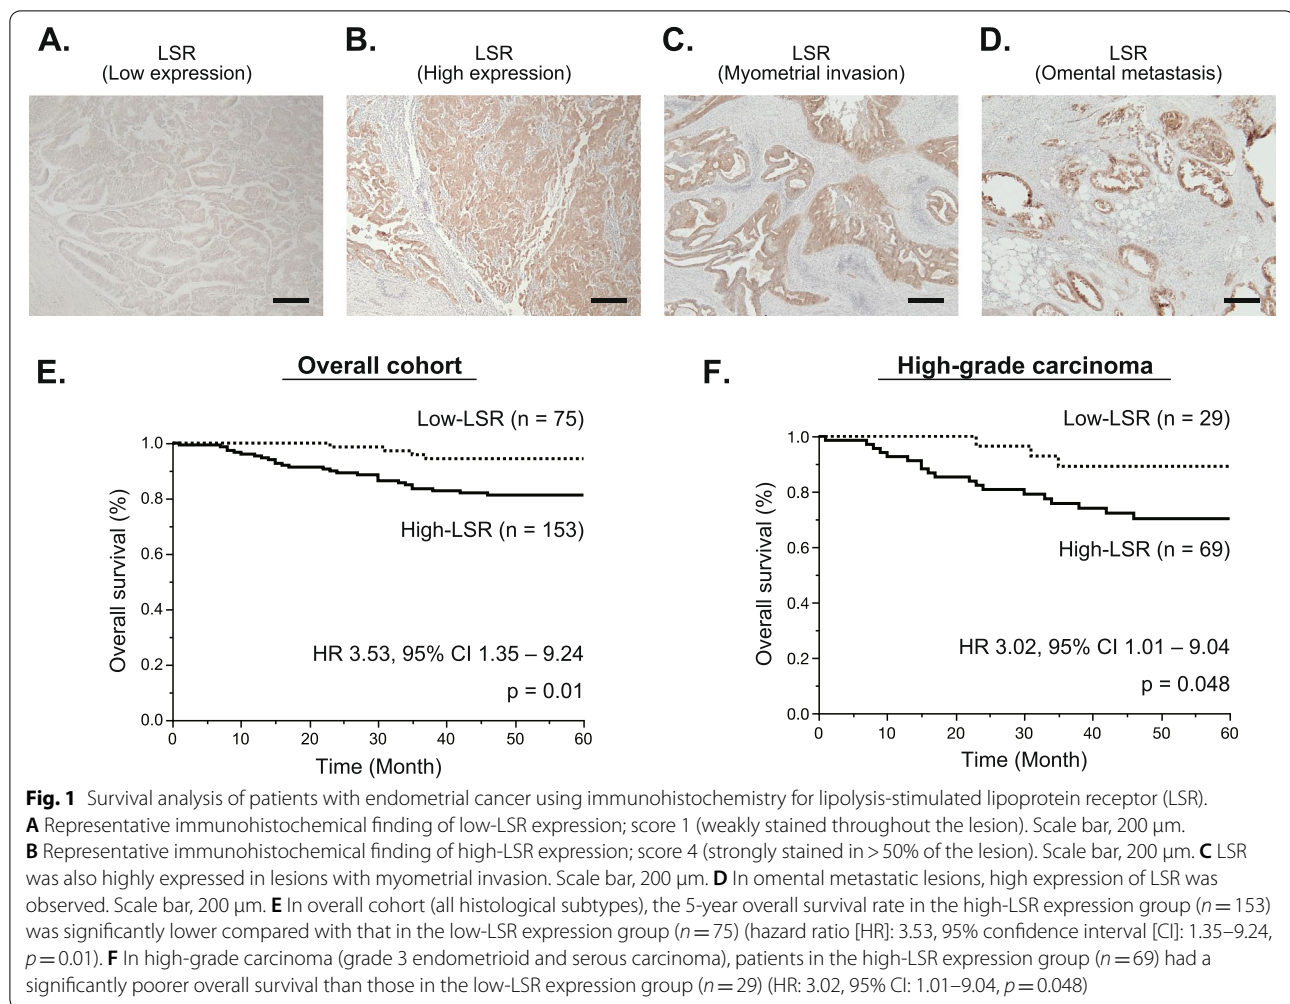 A.
LSR
(Low expression)
B.
LSR
(High expression)
C.
LSR
(Myometrial invasion)
D.
LSR
(Omental metastasis)
E.
Overall cohort
Low-LSR (n = 75)
High-LSR (n = 153)
HR 3.53, 95% CI 1.35 – 9.24
p = 0.01
Overall survival (%)
1.0
0.8
0.6
0.4
0.2
0.0
0 10 20 30 40 50 60
Time (Month)
F.
High-grade carcinoma
Low-LSR (n = 29)
High-LSR (n = 69)
HR 3.02, 95% CI 1.01 – 9.04
p = 0.048
Overall survival (%)
1.0
0.8
0.6
0.4
0.2
0.0
0 10 20 30 40 50 60
Time (Month)
Fig. 1 Survival analysis of patients with endometrial cancer using immunohistochemistry for lipolysis-stimulated lipoprotein receptor (LSR).
A Representative immunohistochemical finding of low-LSR expression; score 1 (weakly stained throughout the lesion). Scale bar, 200 µm.
B Representative immunohistochemical finding of high-LSR expression; score 4 (strongly stained in > 50% of the lesion). Scale bar, 200 µm. C LSR
was also highly expressed in lesions with myometrial invasion. Scale bar, 200 µm. D In omental metastatic lesions, high expression of LSR was
observed. Scale bar, 200 µm. E In overall cohort (all histological subtypes), the 5-year overall survival rate in the high-LSR expression group (n = 153)
was significantly lower compared with that in the low-LSR expression group (n = 75) (hazard ratio [HR]: 3.53, 95% confidence interval [CI]: 1.35–9.24,
p = 0.01). F In high-grade carcinoma (grade 3 endometrioid and serous carcinoma), patients in the high-LSR expression group (n = 69) had a
significantly poorer overall survival than those in the low-LSR expression group (n = 29) (HR: 3.02, 95% CI: 1.01–9.04, p = 0.048)